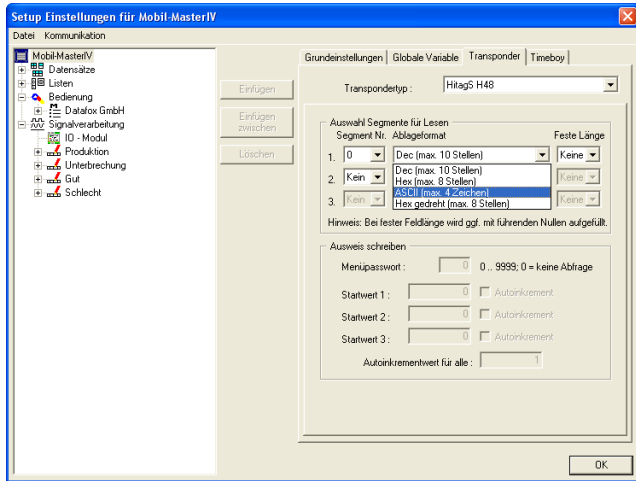 Setup Einstellungen für Mobil-MasterIV
Datei Kommunikation
Mobil-MasterIV
Datensätze
Listen
Bedienung
Datafox GmbH
Signalverarbeitung
IO - Modul
Produktion
Unterbrechung
Gut
Schlecht
Einfügen
Einfügen
zwischen
Löschen
Grundeinstellungen Globale Variable Transponder Timeboy
Transpondertyp : HitagS H48
Auswahl Segmente für Lesen
Segment Nr. Ablageformat Feste Länge
1. 0 Dec (max. 10 Stellen) Keine
Dec (max. 10 Stellen)
2. Kein Hex (max. 8 Stellen) Keine
ASCII (max. 4 Zeichen)
3. Kein Hex gedreht (max. 8 Stellen) Keine
Hinweis: Bei fester Feldlänge wird ggf. mit führenden Nullen aufgefüllt.
Ausweis schreiben
Menüpasswort : 0 0 .. 9999; 0 = keine Abfrage
Startwert 1 : 0 Autoinkrement
Startwert 2 : 0 Autoinkrement
Startwert 3 : 0 Autoinkrement
Autoinkrementwert für alle : 1
OK